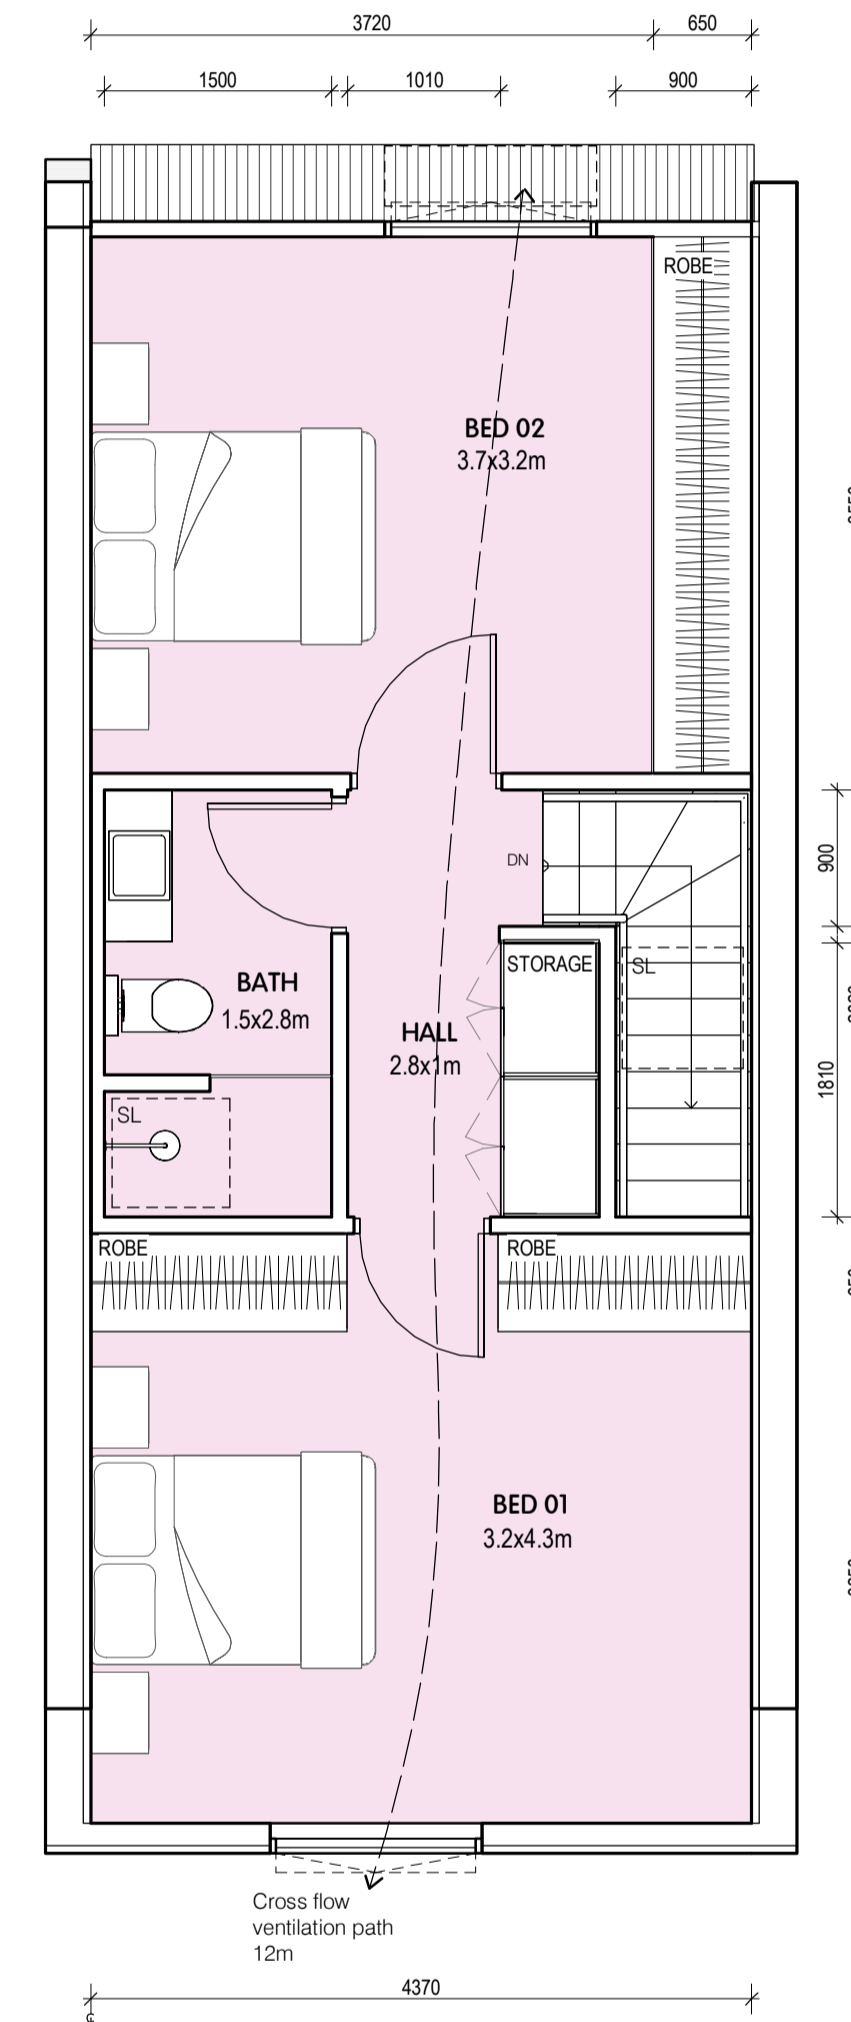 3720
650
1500
1010
900
ROBE
BED 02
3.7x3.2m
DN
900
STORAGE
SL
BATH
1.5x2.8m
HALL
2.8x1m
1810
SL
ROBE
ROBE
BED 01
3.2x4.3m
Cross flow
ventilation path
12m
4370